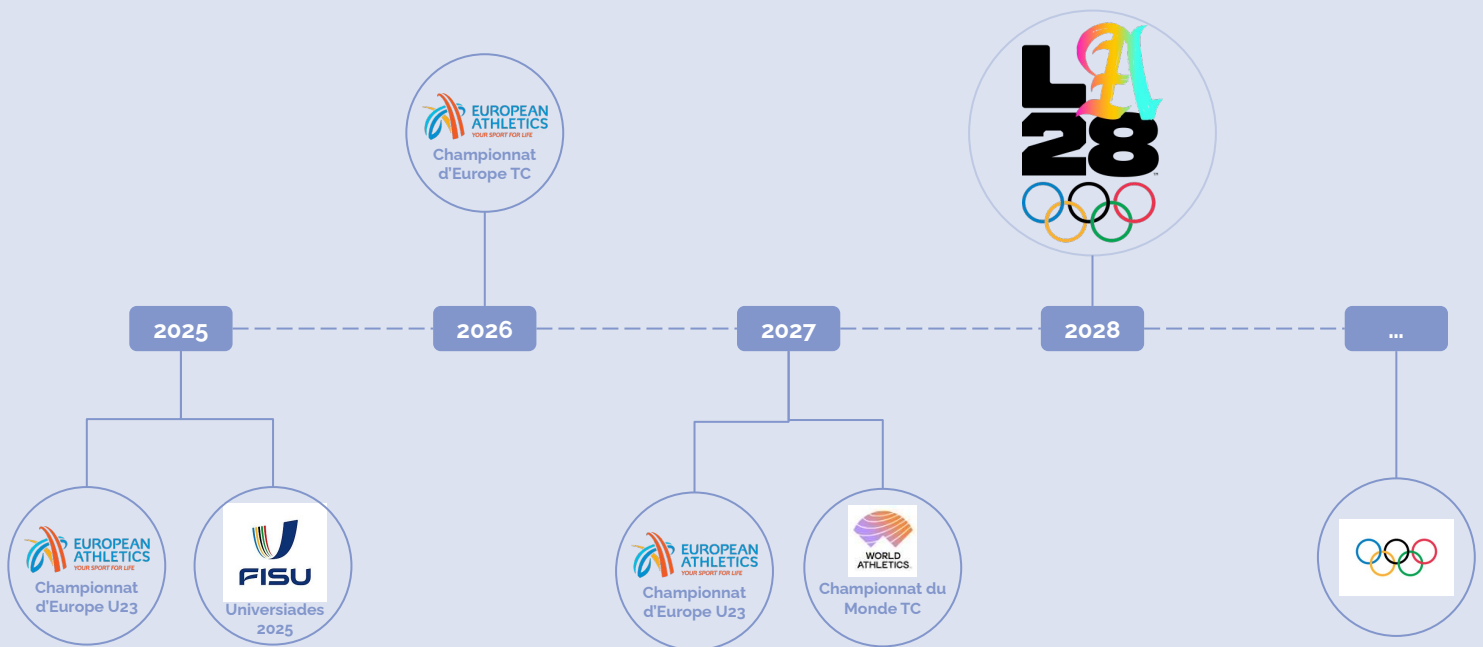 EUROPEAN
ATHLETICS
YOUR SPORT FOR LIFE
Championnat
d'Europe TC
LA
28
2025
2026
2027
2028
...
EUROPEAN
ATHLETICS
YOUR SPORT FOR LIFE
Championnat
d'Europe U23
FISU
Universiades
2025
EUROPEAN
ATHLETICS
YOUR SPORT FOR LIFE
Championnat
d'Europe U23
WORLD
ATHLETICS
Championnat du
Monde TC